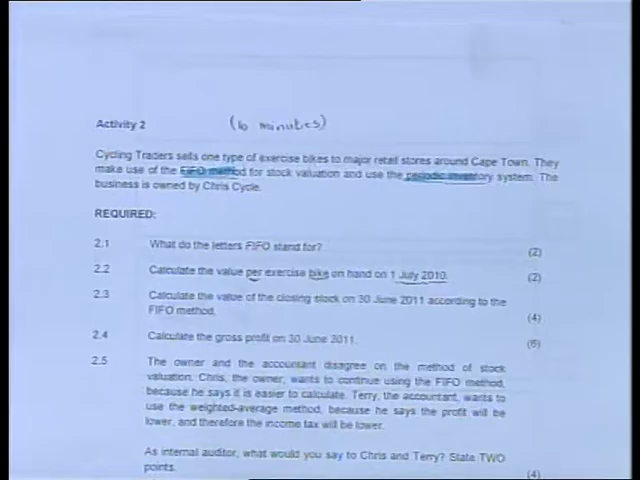 Activity 2 (10 minutes)
Cycling Traders sells one type of exercise bikes to major retail stores around Cape Town. They
make use of the FIFO method for stock valuation and use the periodic inventory system. The
business is owned by Chris Cycle.
REQUIRED:
2.1 What do the letters FIFO stand for? (2)
2.2 Calculate the value per exercise bike on hand on 1 July 2010. (2)
2.3 Calculate the value of the closing stock on 30 June 2011 according to the
FIFO method. (4)
2.4 Calculate the gross profit on 30 June 2011. (6)
2.5 The owner and the accountant disagree on the method of stock
valuation. Chris, the owner, wants to continue using the FIFO method,
because he says it is easier to calculate. Terry, the accountant, wants to
use the weighted-average method, because he says the profit will be
lower, and therefore the income tax will be lower.
As internal auditor, what would you say to Chris and Terry? State TWO
points. (4)